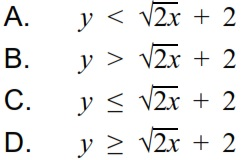 A. y < √2x + 2
B. y > √2x + 2
C. y ≤ √2x + 2
D. y ≥ √2x + 2